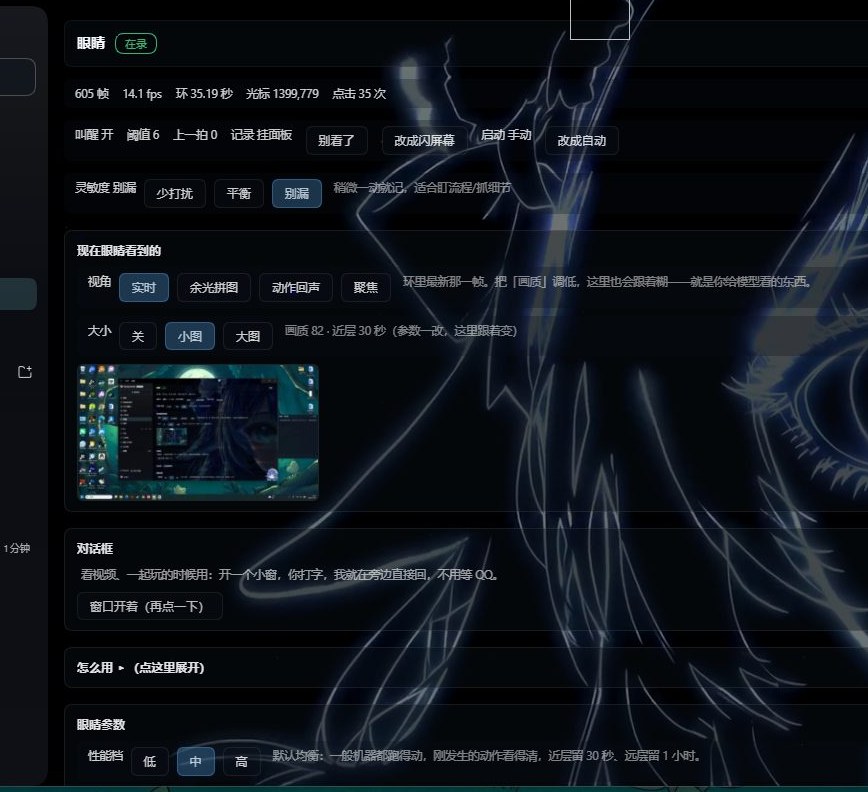 眼睛 在录
605 帧 14.1 fps 环 35.19 秒 光标 1399,779 点击 35 次
叫醒 开 阈值 6 上一拍 0 记录 挂面板 别看了 改成闪屏幕 启动 手动 改成自动
灵敏度 别漏 少打扰 平衡 别漏 稍微一动就记，适合盯流程/抓细节
现在眼睛看到的
视角 实时 余光拼图 动作回声 聚焦 环里最新那一帧。把「画质」调低，这里也会跟着糊——就是你给模型看的东西。
大小 关 小图 大图 画质 82 · 近层 30 秒（参数一改，这里跟着变）
1分钟
对话框
看视频、一起玩的时候用：开一个小窗，你打字，我就在旁边直接回，不用等 QQ。
窗口开着（再点一下）
怎么用 ▸ （点这里展开）
眼睛参数
性能档 低 中 高 默认均衡：一般机器都跑得动，刚发生的动作看得清，近层留 30 秒、远层留 1 小时。